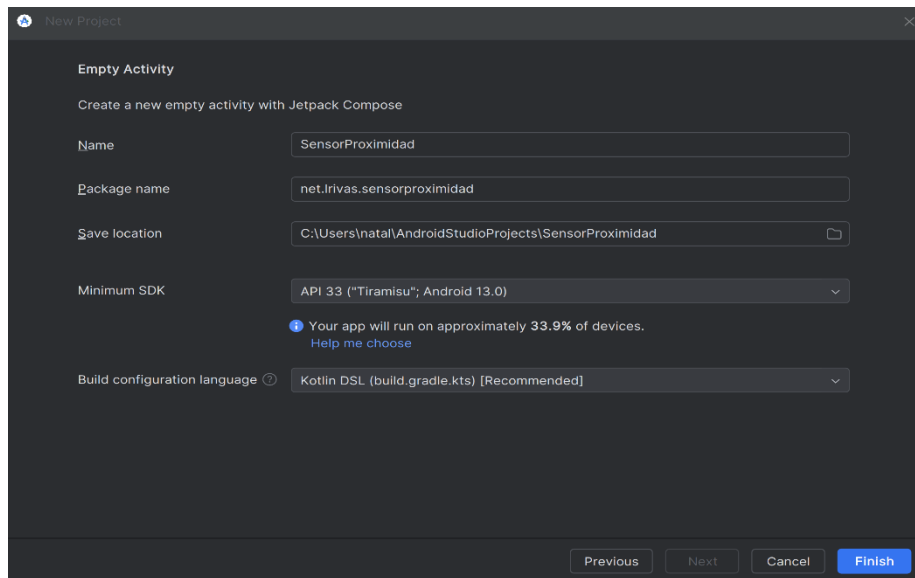 New Project
Empty Activity
Create a new empty activity with Jetpack Compose
Name
SensorProximidad
Package name
net.lrivas.sensorproximidad
Save location
C:\Users\natal\AndroidStudioProjects\SensorProximidad
Minimum SDK
API 33 ("Tiramisu"; Android 13.0)
Your app will run on approximately 33.9% of devices.
Help me choose
Build configuration language
Kotlin DSL (build.gradle.kts) [Recommended]
Previous
Next
Cancel
Finish